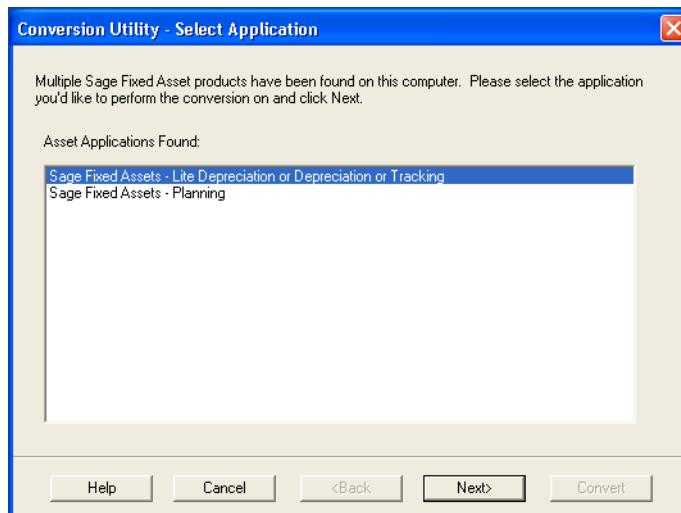 Conversion Utility - Select Application
Multiple Sage Fixed Asset products have been found on this computer.  Please select the application
you'd like to perform the conversion on and click Next.
Asset Applications Found:
Sage Fixed Assets - Lite Depreciation or Depreciation or Tracking
Sage Fixed Assets - Planning
Help Cancel <Back Next> Convert